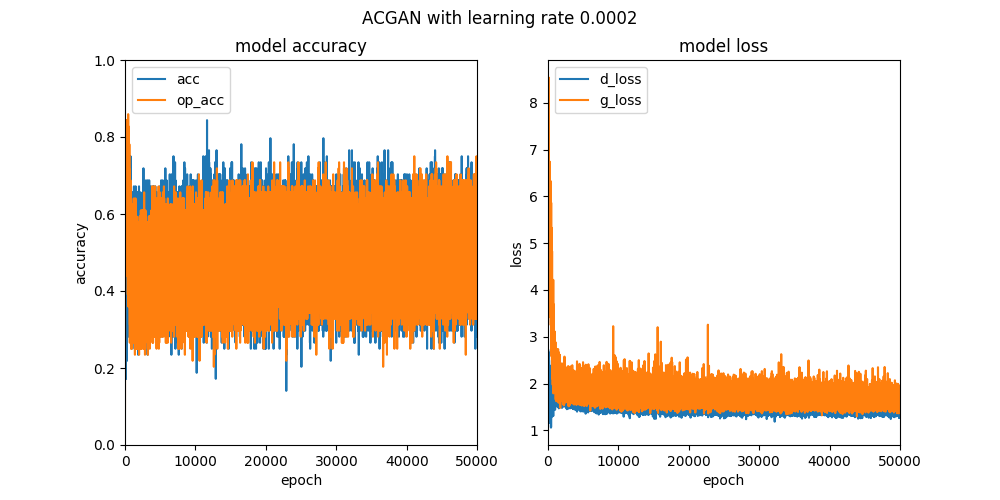 ACGAN with learning rate 0.0002
model accuracy
acc
op_acc
1.0
0.8
0.6
0.4
0.2
0.0
accuracy
0
10000
20000
30000
40000
50000
epoch
model loss
d_loss
g_loss
8
7
6
5
4
3
2
1
loss
0
10000
20000
30000
40000
50000
epoch